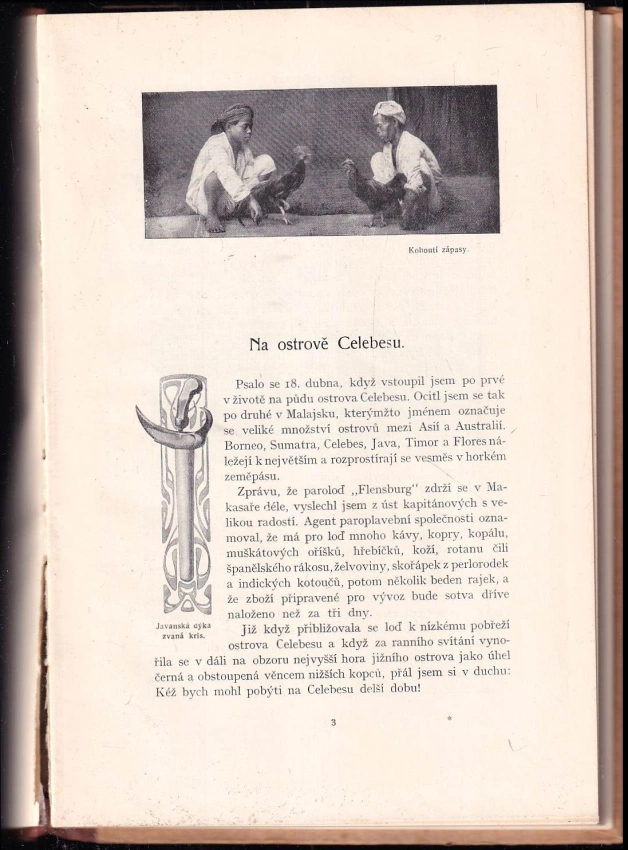 Kohoutí zápasy.
Na ostrově Celebesu.
Psalo se 18. dubna, když vstoupil jsem po prvé
v životě na půdu ostrova Celebesu. Ocitl jsem se tak
po druhé v Malajsku, kterýmžto jménem označuje
se veliké množství ostrovů mezi Asií a Australií.
Borneo, Sumatra, Celebes, Java, Timor a Flores ná-
ležejí k největším a rozprostírají se vesměs v horkém
zeměpásu.
Zprávu, že paroloď „Flensburg" zdrží se v Ma-
kasaře déle, vyslechl jsem z úst kapitánových s ve-
likou radostí. Agent paroplavební společnosti ozna-
moval, že má pro loď mnoho kávy, kopry, kopálu,
muškátových oříšků, hřebíčků, koží, rotanu čili
španělského rákosu, želvoviny, skořápek z perlorodek
a indických kotoučů, potom několik beden rajek, a
že zboží připravené pro vývoz bude sotva dříve
naloženo než za tři dny.
Javanská dýka
zvaná kris.
Již když přibližovala se loď k nízkému pobřeží
ostrova Celebesu a když za ranního svítání vyno-
řila se v dáli na obzoru nejvyšší hora jižního ostrova jako úhel
černá a obstoupená věncem nižších kopců, přál jsem si v duchu:
Kéž bych mohl pobýti na Celebesu delší dobu!
3